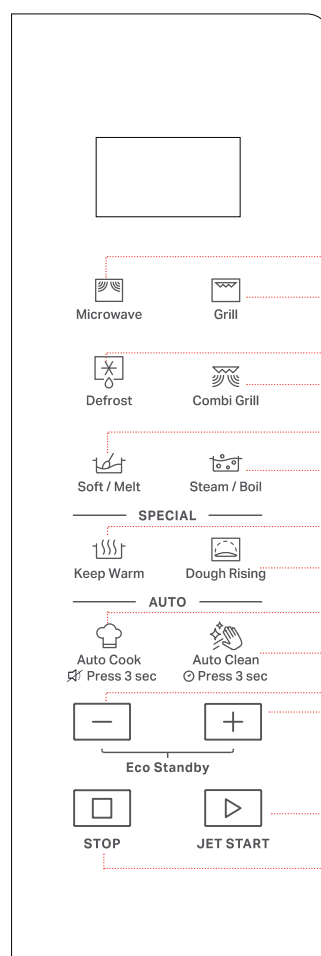 Microwave Grill
Defrost Combi Grill
Soft / Melt Steam / Boil
SPECIAL
Keep Warm Dough Rising
AUTO
Auto Cook Auto Clean
Press 3 sec Press 3 sec
Eco Standby
STOP JET START